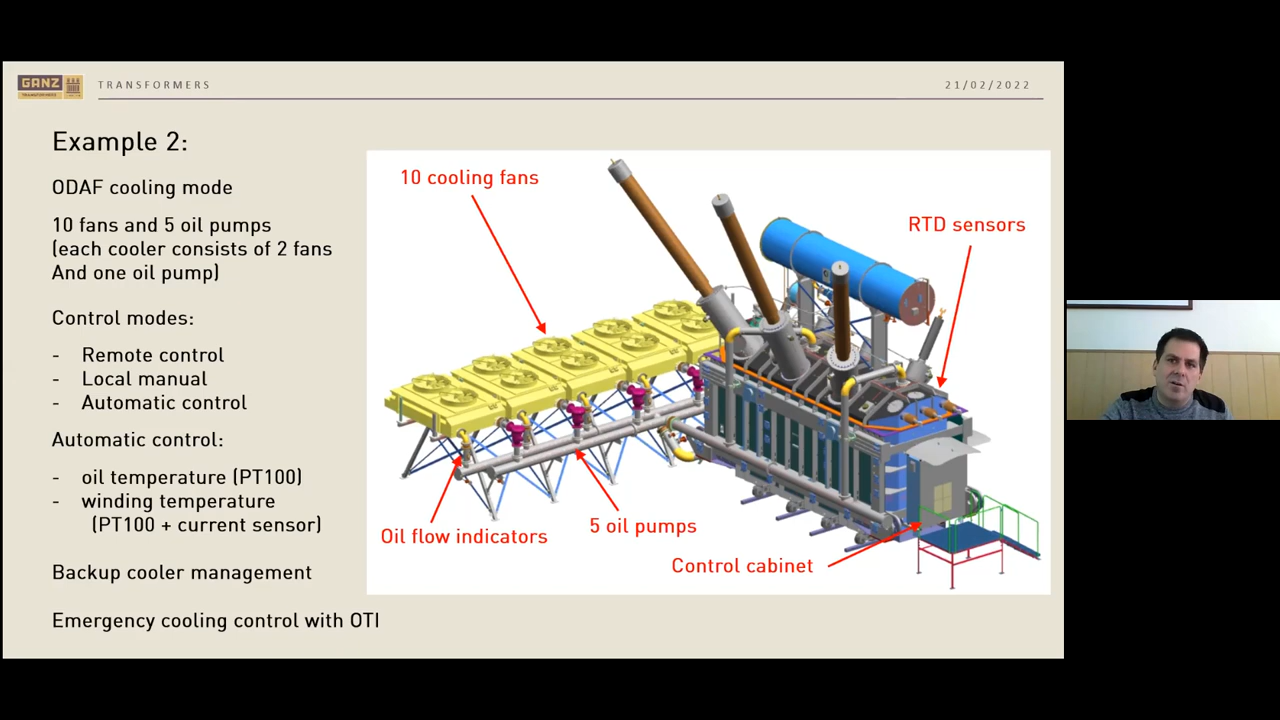 GANZ
TRANSFORMERS
21/02/2022
Example 2:
ODAF cooling mode
10 fans and 5 oil pumps
(each cooler consists of 2 fans
And one oil pump)
Control modes:
- Remote control
- Local manual
- Automatic control
Automatic control:
- oil temperature (PT100)
- winding temperature
(PT100 + current sensor)
Backup cooler management
Emergency cooling control with OTI
10 cooling fans
RTD sensors
Oil flow indicators
5 oil pumps
Control cabinet